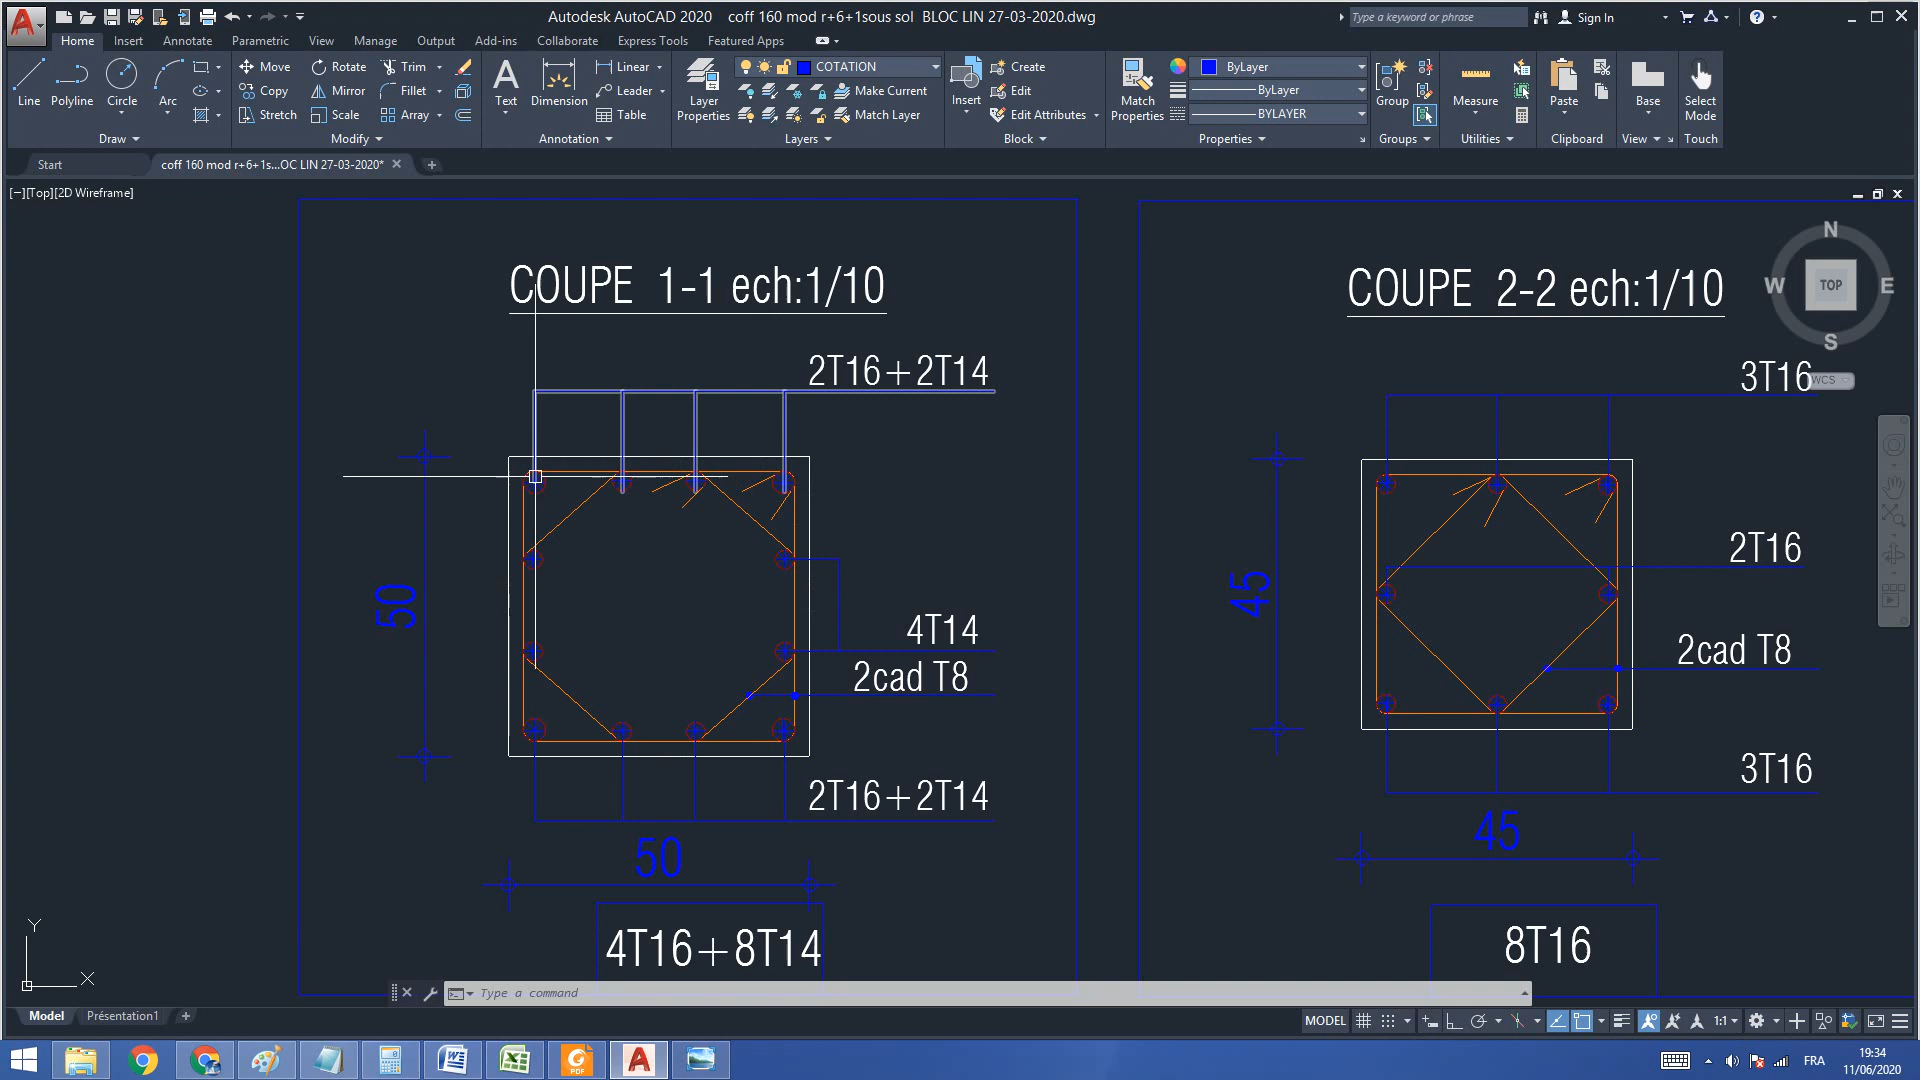 Autodesk AutoCAD 2020 coff 160 mod r+6+1sous sol BLOC LIN 27-03-2020.dwg
Type a keyword or phrase
Sign In
Home Insert Annotate Parametric View Manage Output Add-ins Collaborate Express Tools Featured Apps
Line Polyline Circle Arc
Move Rotate Trim
Copy Mirror Fillet
Stretch Scale Array
Text Dimension
Linear
Leader
Table
Layer Properties
COTATION
Make Current
Match Layer
Insert
Create
Edit
Edit Attributes
Match Properties
ByLayer
ByLayer
BYLAYER
Group
Measure
Paste
Base
Select Mode
Draw Modify Annotation Layers Block Properties Groups Utilities Clipboard View Touch
Start coff 160 mod r+6+1s...OC LIN 27-03-2020*
[−][Top][2D Wireframe]
N
W TOP E
S
WCS
COUPE 1-1 ech:1/10
2T16+2T14
50
4T14
2cad T8
2T16+2T14
50
4T16+8T14
COUPE 2-2 ech:1/10
3T16
2T16
45
2cad T8
3T16
45
8T16
Y
X
Type a command
Model Présentation1
MODEL 1:1
FRA
19:34
11/06/2020
PDF